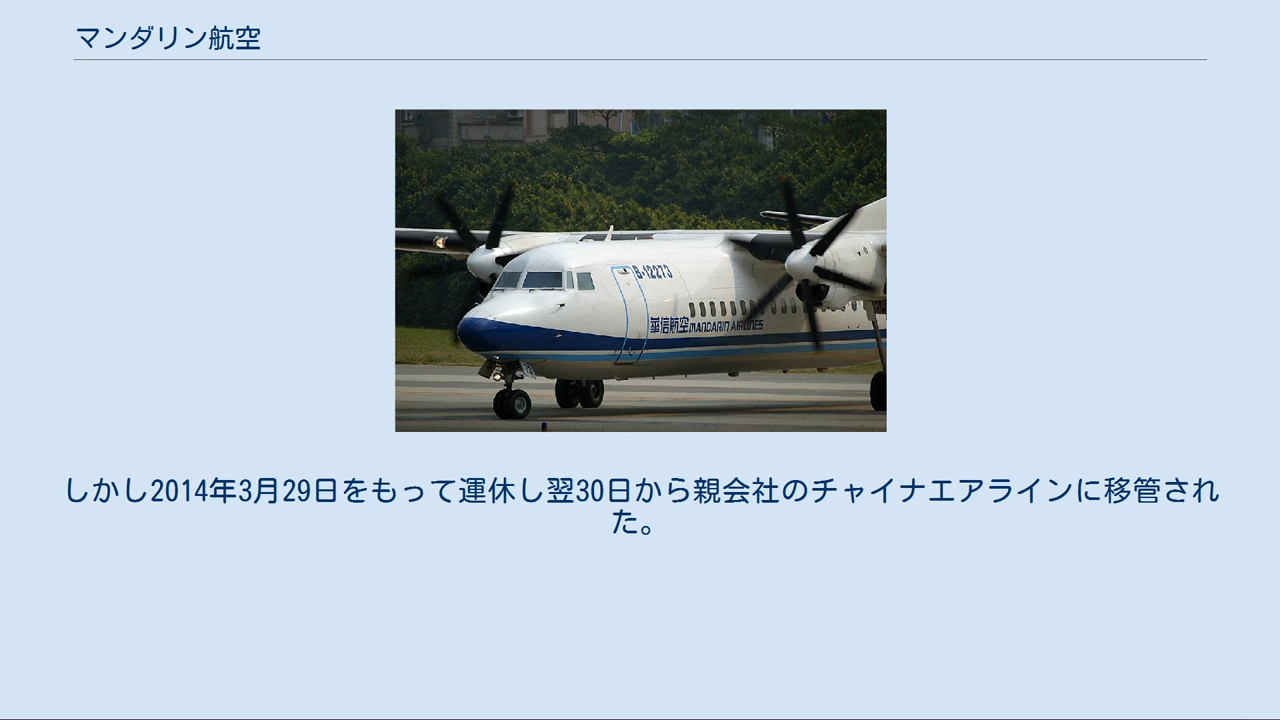 マンダリン航空
B-12273
華信航空 MANDARIN AIRLINES
しかし2014年3月29日をもって運休し翌30日から親会社のチャイナエアラインに移管され
た。